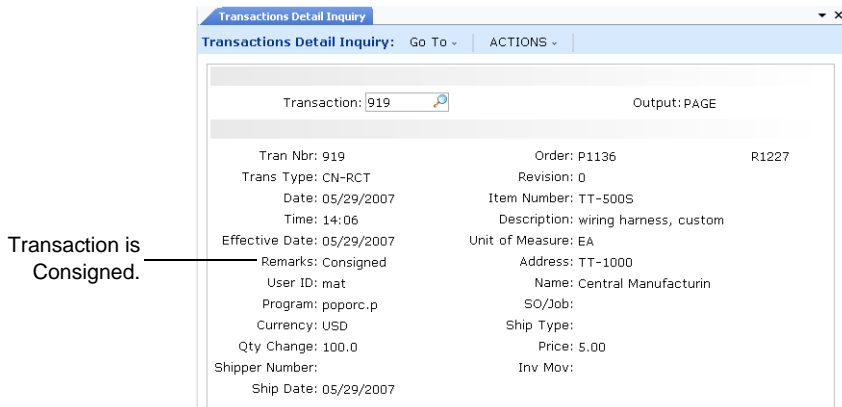 Transactions Detail Inquiry
Transactions Detail Inquiry: Go To ACTIONS
Transaction: 919 Output: PAGE
Tran Nbr: 919 Order: P1136 R1227
Trans Type: CN-RCT Revision: 0
Date: 05/29/2007 Item Number: TT-500S
Time: 14:06 Description: wiring harness, custom
Effective Date: 05/29/2007 Unit of Measure: EA
Transaction is
Consigned.
Remarks: Consigned Address: TT-1000
User ID: mat Name: Central Manufacturin
Program: poporc.p SO/Job:
Currency: USD Ship Type:
Qty Change: 100.0 Price: 5.00
Shipper Number: Inv Mov:
Ship Date: 05/29/2007